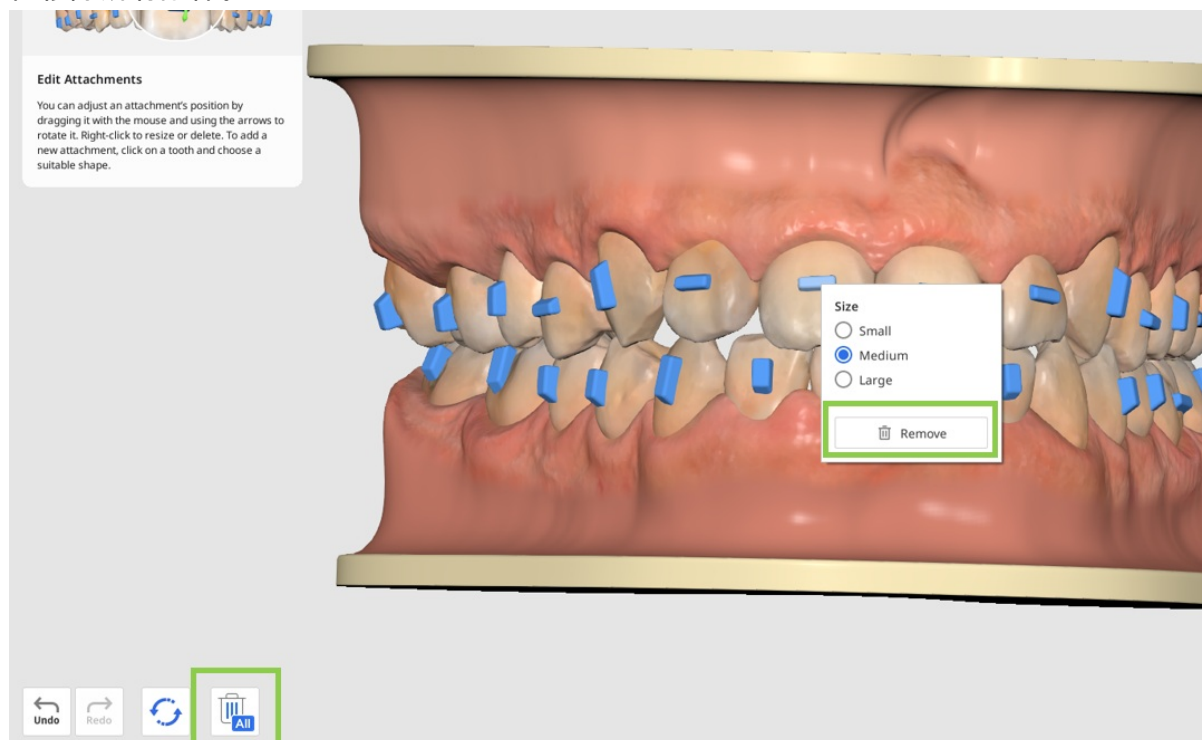 Edit Attachments
You can adjust an attachment's position by
dragging it with the mouse and using the arrows to
rotate it. Right-click to resize or delete. To add a
new attachment, click on a tooth and choose a
suitable shape.
Size
Small
Medium
Large
Remove
Undo
Redo
All